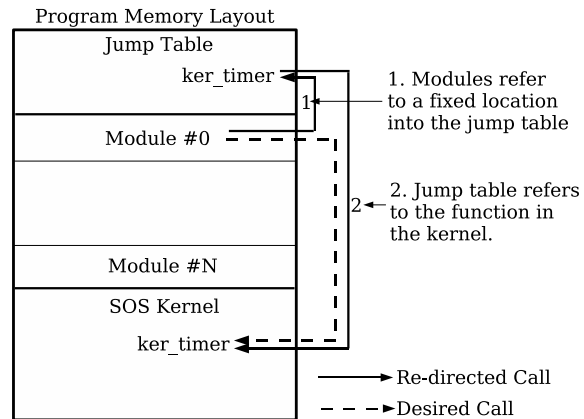 Program Memory Layout
Jump Table
ker_timer
1
1. Modules refer
to a fixed location
into the jump table
Module #0
2
2. Jump table refers
to the function in
the kernel.
Module #N
SOS Kernel
ker_timer
Re-directed Call
Desired Call